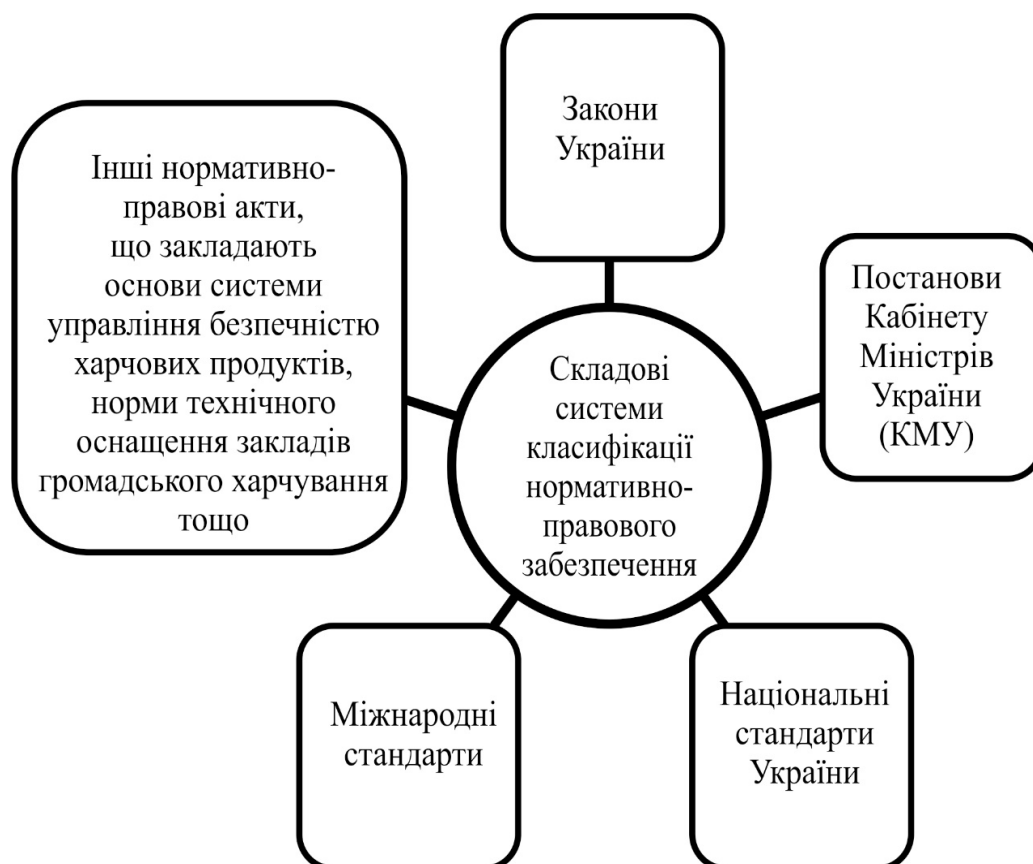 Закони
України
Інші нормативно-
правові акти,
що закладають
основи системи
управління безпечністю
харчових продуктів,
норми технічного
оснащення закладів
громадського харчування
тощо
Постанови
Кабінету
Міністрів
України
(КМУ)
Складові
системи
класифікації
нормативно-
правового
забезпечення
Міжнародні
стандарти
Національні
стандарти
України